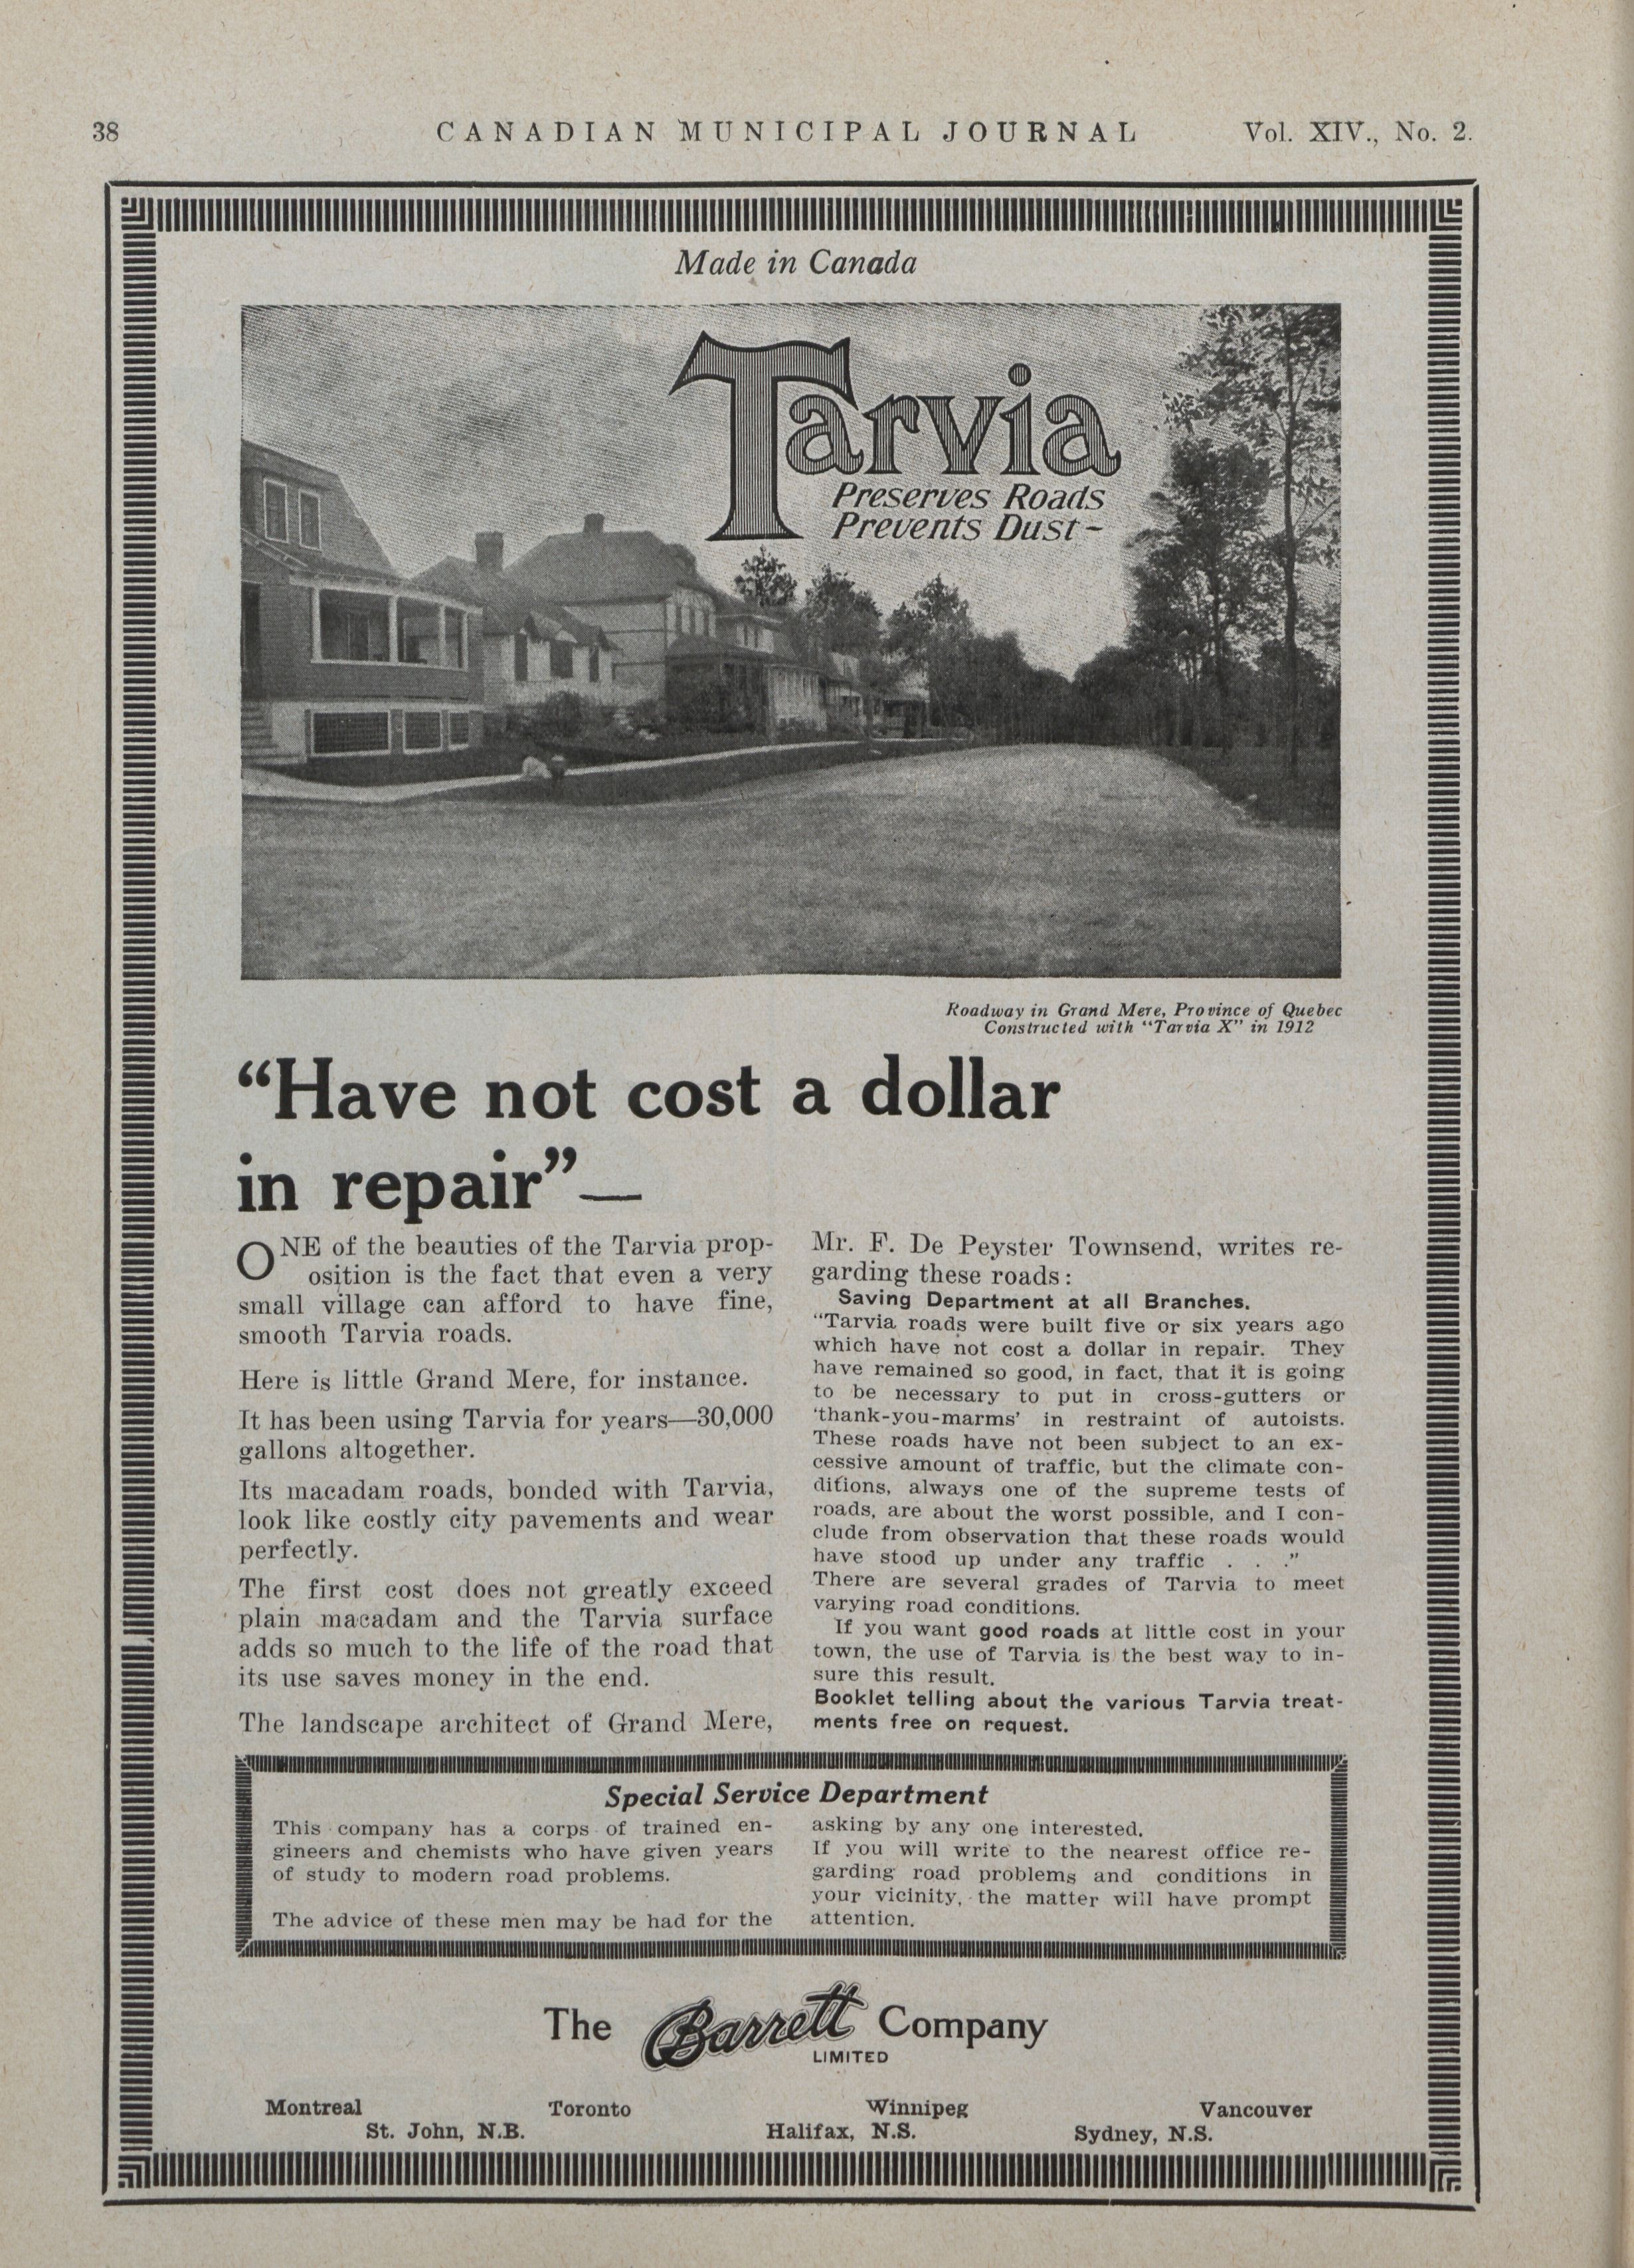 38
CANADIAN MUNICIPAL JOURNAL
Vol. XIV., No. 2.
Made in Canada
Tarvia
Preserves Roads
Prevents Dust-
Roadway in Grand Mere, Province of Quebec
Constructed with "Tarvia X" in 1912
"Have not cost a dollar
in repair"—
ONE of the beauties of the Tarvia prop-
osition is the fact that even a very
small village can afford to have fine,
smooth Tarvia roads.
Here is little Grand Mere, for instance.
It has been using Tarvia for years—30,000
gallons altogether.
Its macadam roads, bonded with Tarvia,
look like costly city pavements and wear
perfectly.
The first cost does not greatly exceed
plain macadam and the Tarvia surface
adds so much to the life of the road that
its use saves money in the end.
The landscape architect of Grand Mere,
Mr. F. De Peyster Townsend, writes re-
garding these roads:
Saving Department at all Branches.
"Tarvia roads were built five or six years ago
which have not cost a dollar in repair. They
have remained so good, in fact, that it is going
to be necessary to put in cross-gutters or
'thank-you-marms' in restraint of autoists.
These roads have not been subject to an ex-
cessive amount of traffic, but the climate con-
ditions, always one of the supreme tests of
roads, are about the worst possible, and I con-
clude from observation that these roads would
have stood up under any traffic . . ."
There are several grades of Tarvia to meet
varying road conditions.
If you want good roads at little cost in your
town, the use of Tarvia is the best way to in-
sure this result.
Booklet telling about the various Tarvia treat-
ments free on request.
Special Service Department
This company has a corps of trained en-
gineers and chemists who have given years
of study to modern road problems.
The advice of these men may be had for the
asking by any one interested.
If you will write to the nearest office re-
garding road problems and conditions in
your vicinity, the matter will have prompt
attention.
The Barrett Company
LIMITED
Montreal Toronto Winnipeg Vancouver
St. John, N.B. Halifax, N.S. Sydney, N.S.